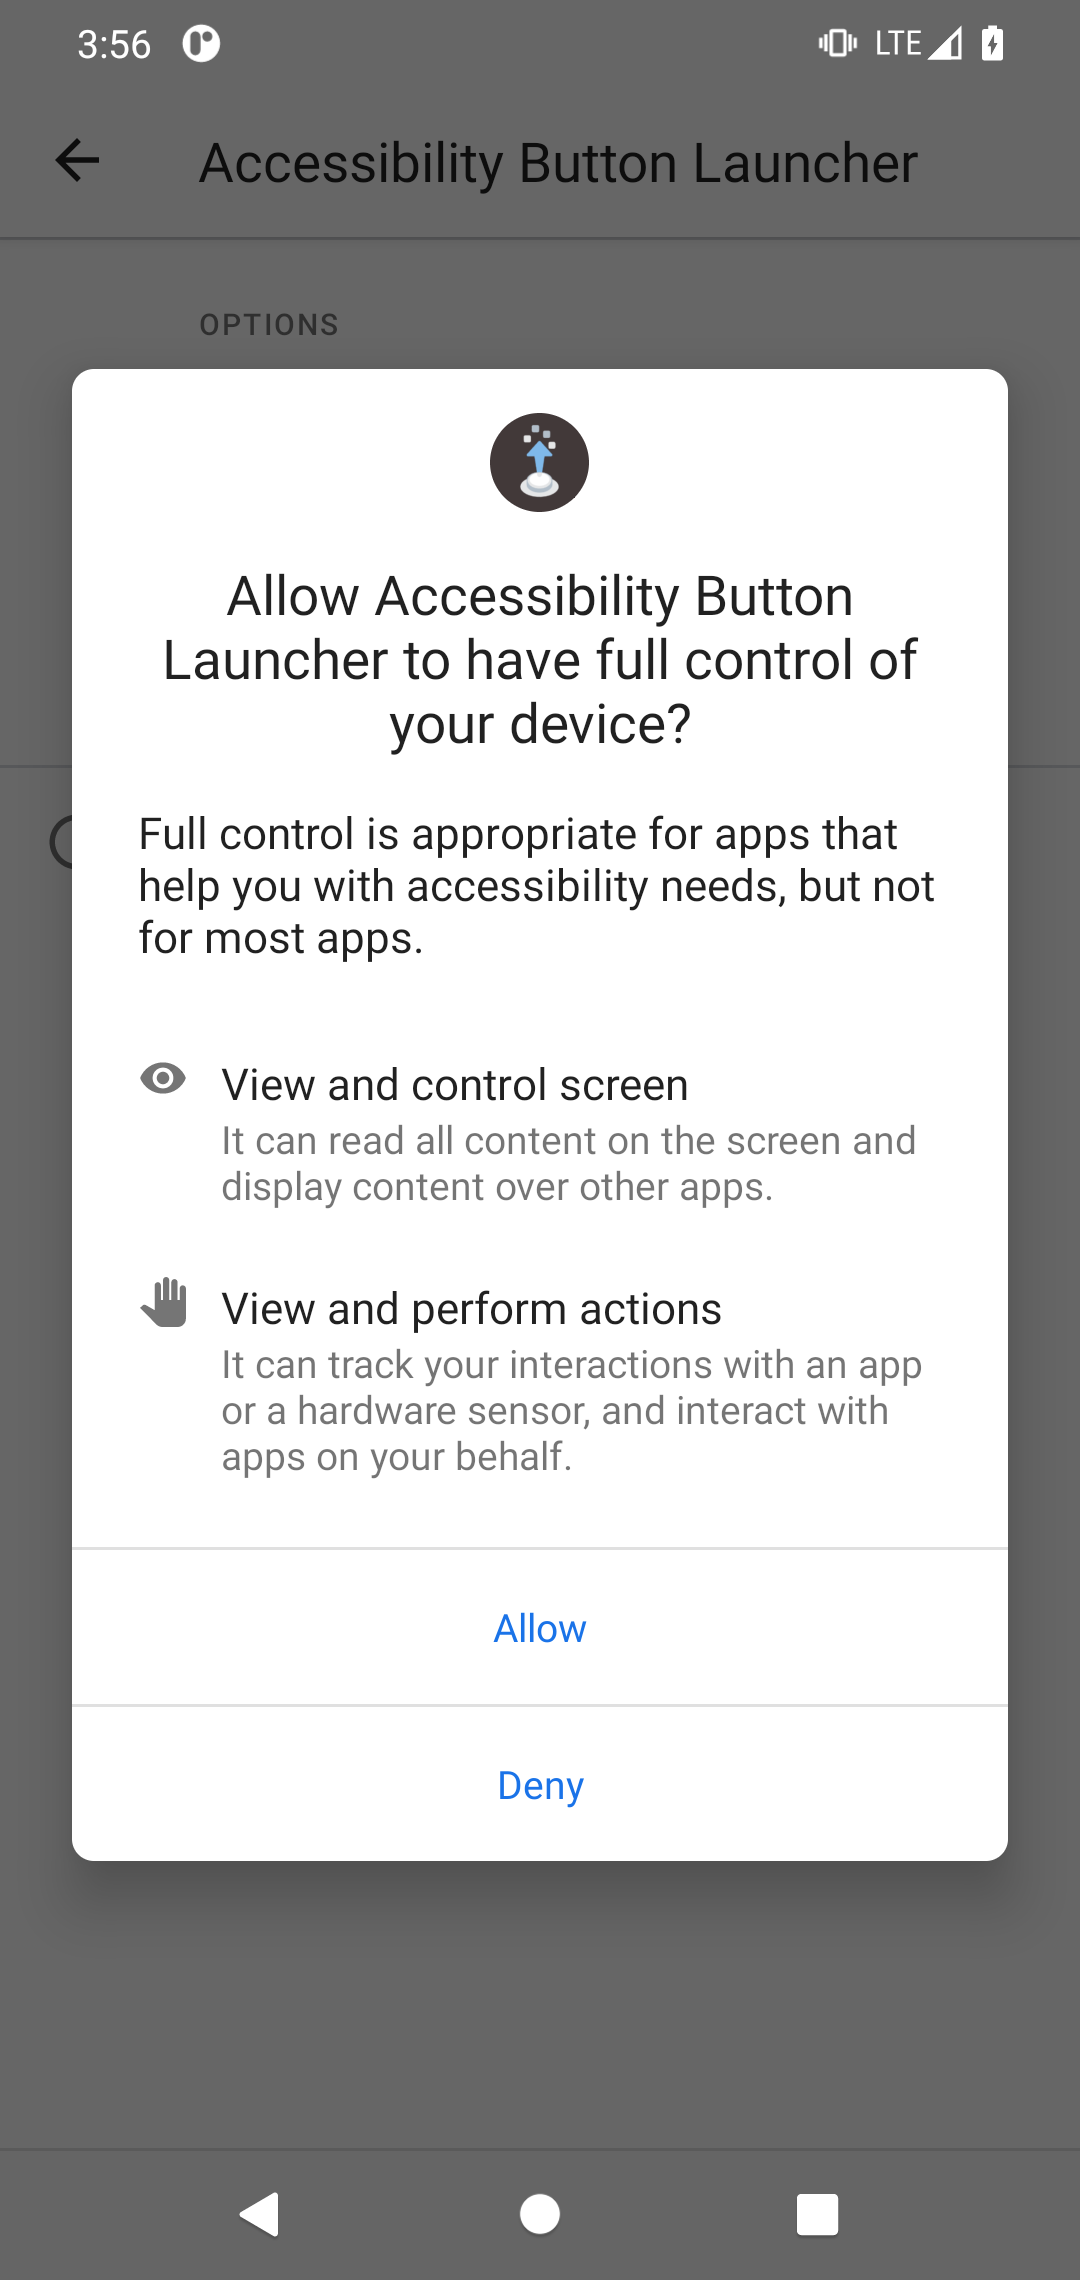 3:56
LTE
Accessibility Button Launcher
OPTIONS
Allow Accessibility Button
Launcher to have full control of
your device?
Full control is appropriate for apps that
help you with accessibility needs, but not
for most apps.
View and control screen
It can read all content on the screen and
display content over other apps.
View and perform actions
It can track your interactions with an app
or a hardware sensor, and interact with
apps on your behalf.
Allow
Deny